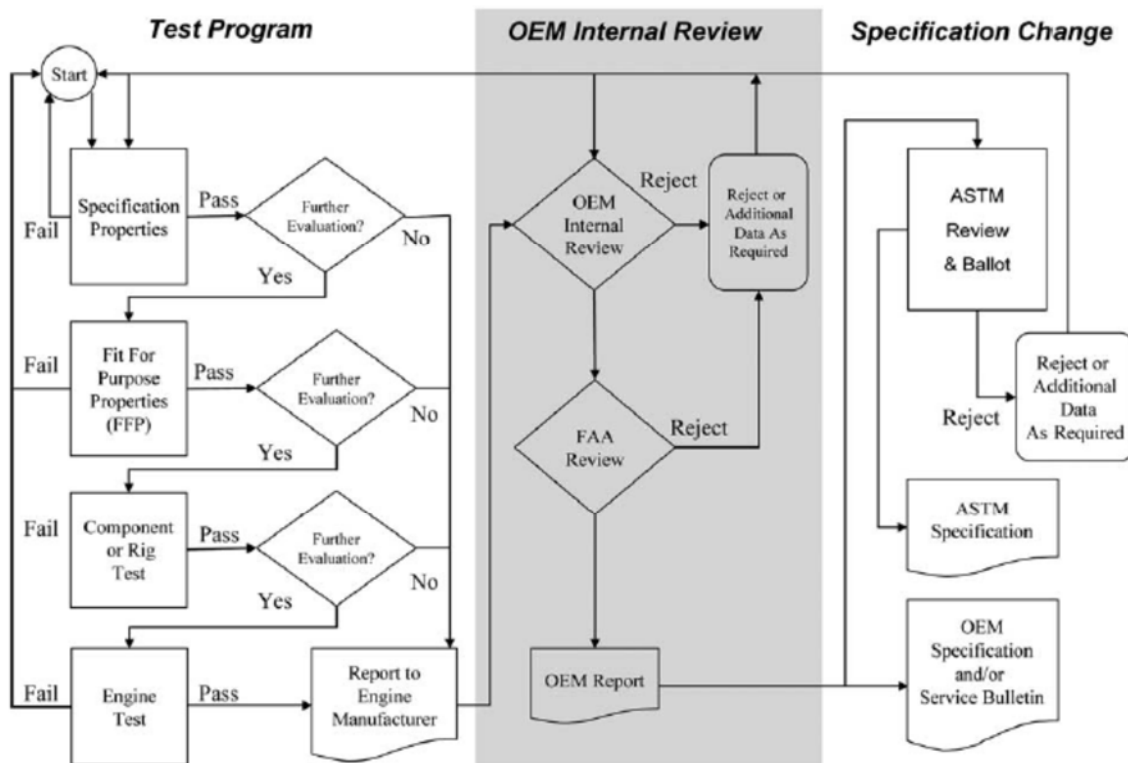 Test Program
OEM Internal Review
Specification Change
Start
Specification
Properties
Pass
Fail
Further
Evaluation?
No
Yes
Fit For
Purpose
Properties
(FFP)
Pass
Fail
Further
Evaluation?
No
Yes
Component
or Rig
Test
Pass
Fail
Further
Evaluation?
No
Yes
Engine
Test
Pass
Fail
Report to
Engine
Manufacturer
OEM
Internal
Review
Reject
Reject or
Additional
Data As
Required
FAA
Review
Reject
OEM Report
ASTM
Review
& Ballot
Reject
Reject or
Additional
Data
As Required
ASTM
Specification
OEM
Specification
and/or
Service Bulletin